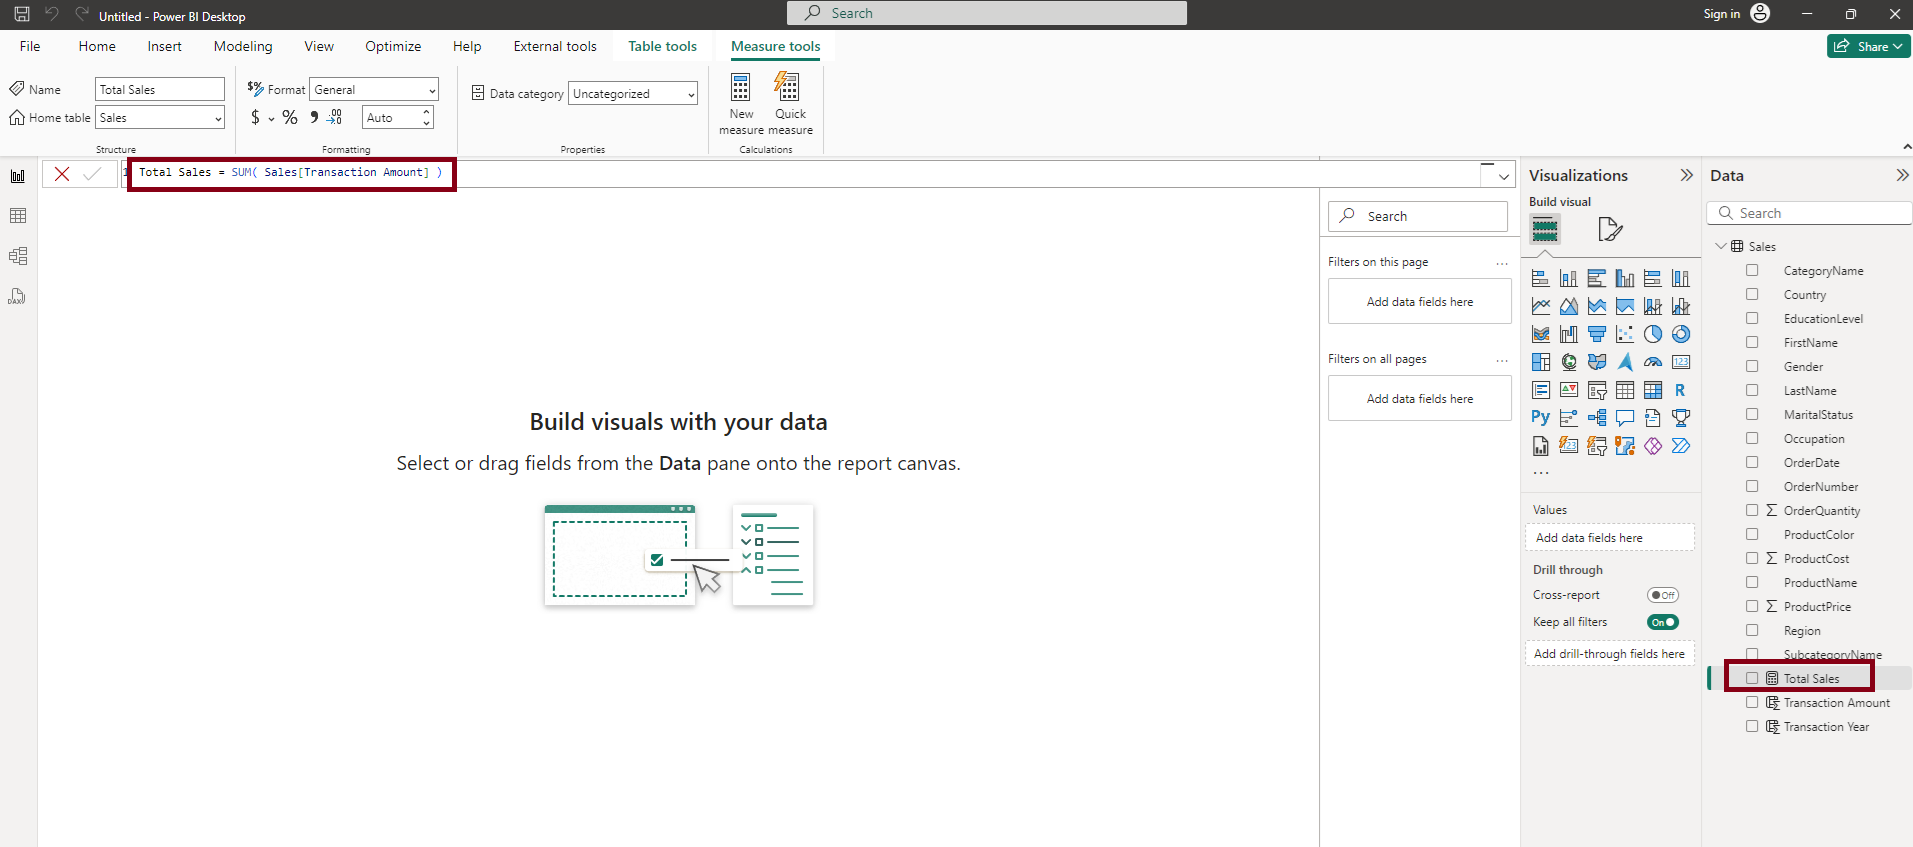 Untitled - Power BI Desktop
Search
Sign in
File Home Insert Modeling View Optimize Help External tools Table tools Measure tools
Share
Name Total Sales
Home table Sales
Structure
$% Format General
$ % , .00 Auto
Formatting
Data category Uncategorized
Properties
New measure
Quick measure
Calculations
1 Total Sales = SUM( Sales[Transaction Amount] )
Build visuals with your data
Select or drag fields from the Data pane onto the report canvas.
Search
Filters on this page ...
Add data fields here
Filters on all pages ...
Add data fields here
Visualizations
Build visual
123
R
Py
123
...
Values
Add data fields here
Drill through
Cross-report Off
Keep all filters On
Add drill-through fields here
Data
Search
Sales
CategoryName
Country
EducationLevel
FirstName
Gender
LastName
MaritalStatus
Occupation
OrderDate
OrderNumber
Σ OrderQuantity
ProductColor
Σ ProductCost
ProductName
Σ ProductPrice
Region
SubcategoryName
Total Sales
Transaction Amount
Transaction Year
DAX